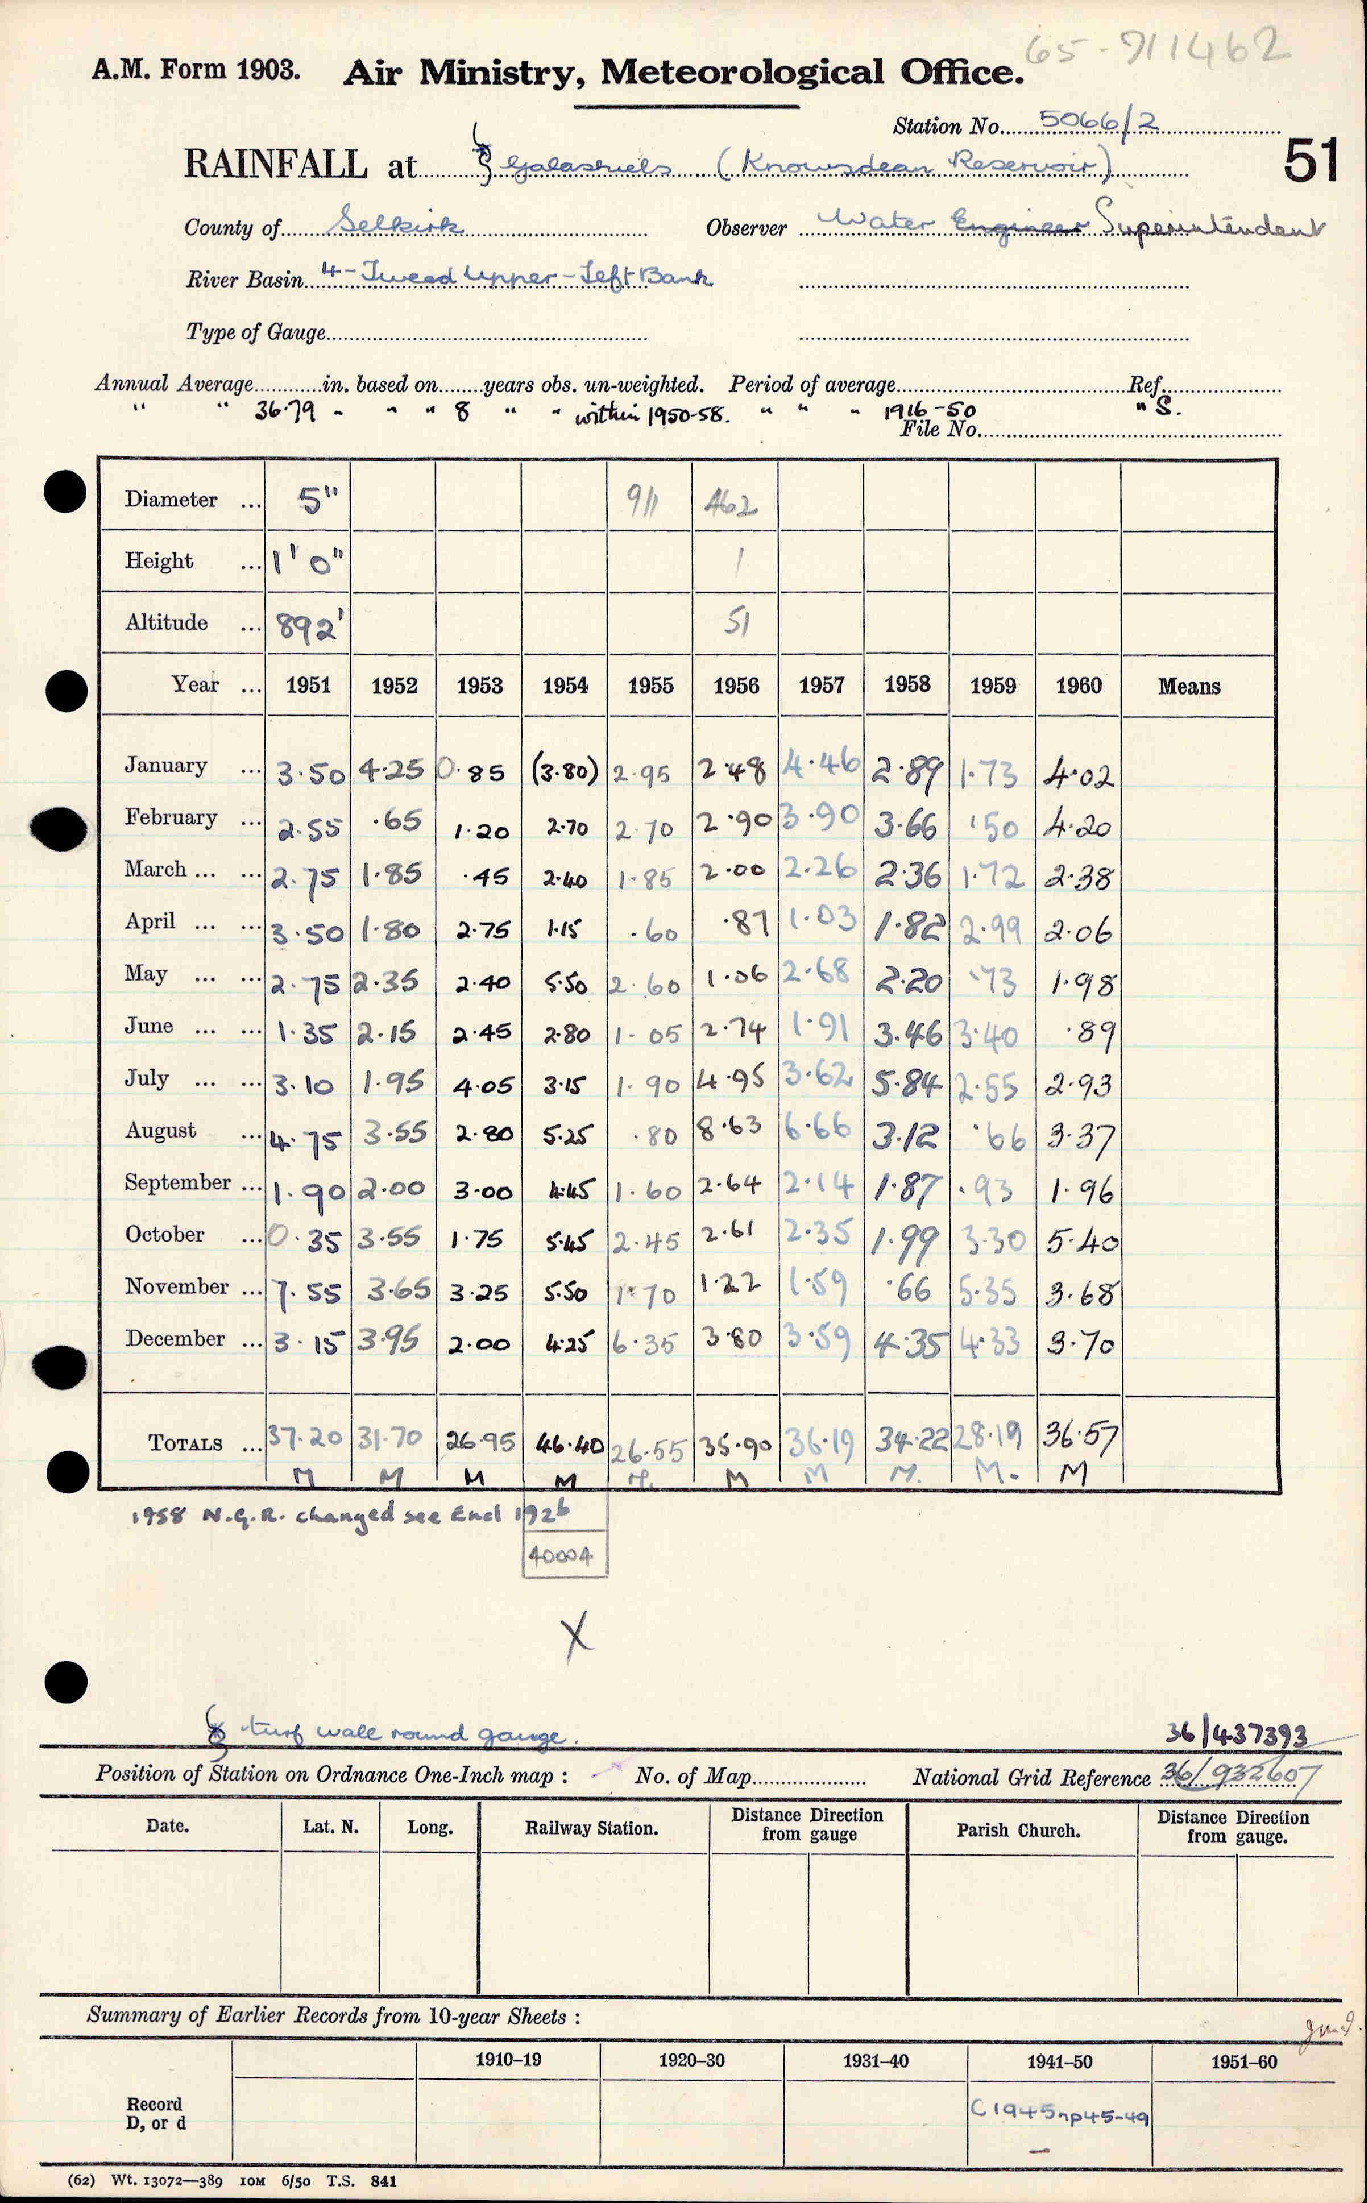 65-911462
A.M. Form 1903. Air Ministry, Meteorological Office.
Station No. 5066/2
RAINFALL at Galashiels (Knowsdean Reservoir) 51
County of Selkirk Observer Water Engineer Superintendent
River Basin 4-Tweed Upper-Left Bank
Type of Gauge
Annual Average in. based on years obs. un-weighted. Period of average Ref.
" " 36.79 " " " 8 " " within 1950-58. " " " 1916-50 " S.
File No.
Diameter ... 5" 911 462
Height ... 1' 0" 1
Altitude ... 892' 51
Year ... 1951 1952 1953 1954 1955 1956 1957 1958 1959 1960 Means
January ... 3.50 4.25 0.85 (3.80) 2.95 2.48 4.46 2.89 1.73 4.02
February ... 2.55 .65 1.20 2.70 2.70 2.90 3.90 3.66 .50 4.20
March ... ... 2.75 1.85 .45 2.40 1.85 2.00 2.26 2.36 1.72 2.38
April ... ... 3.50 1.80 2.75 1.15 .60 .87 1.03 1.82 2.99 2.06
May ... ... 2.75 2.35 2.40 5.50 2.60 1.06 2.68 2.20 .73 1.98
June ... ... 1.35 2.15 2.45 2.80 1.05 2.74 1.91 3.46 3.40 .89
July ... ... 3.10 1.95 4.05 3.15 1.90 4.95 3.62 5.84 2.55 2.93
August ... 4.75 3.55 2.80 5.25 .80 8.63 6.66 3.12 .66 3.37
September ... 1.90 2.00 3.00 4.45 1.60 2.64 2.14 1.87 .93 1.96
October ... 0.35 3.55 1.75 5.45 2.45 2.61 2.35 1.99 3.30 5.40
November ... 7.55 3.65 3.25 5.50 1.70 1.22 1.59 .66 5.35 3.68
December ... 3.15 3.95 2.00 4.25 6.35 3.80 3.59 4.35 4.33 3.70
TOTALS ... 37.20 31.70 26.95 46.40 26.55 35.90 36.19 34.22 28.19 36.57
M M M M M. M M M. M. M
1958 N.G.R. changed see Encl 192b
40004
X
turf wall round gauge. 36/437393
Position of Station on Ordnance One-Inch map : No. of Map National Grid Reference 36/932607
Date. Lat. N. Long. Railway Station. Distance Direction from gauge Parish Church. Distance Direction from gauge.
Summary of Earlier Records from 10-year Sheets :
1910–19 1920–30 1931–40 1941–50 1951–60
Record
D, or d C1945 np45-49
–
(62) Wt. 13072—389 10M 6/50 T.S. 841